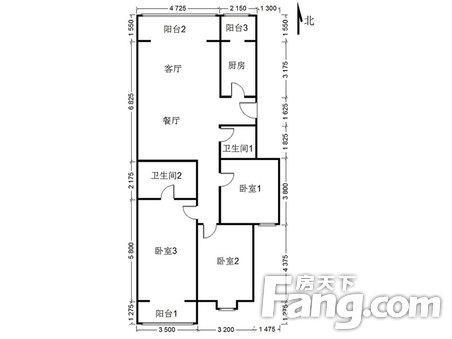 4 725 2 150 1 300
北
1 550 阳台2 阳台3 1 550
客厅 厨房 3 175
6 825 餐厅 1 625
卫生间1 1 825
2 175 卫生间2 卧室1 3 800
5 800 卧室3 卧室2 4 375
房天下
Fang.com
1 275 阳台1 1 275
3 500 3 200 1 475